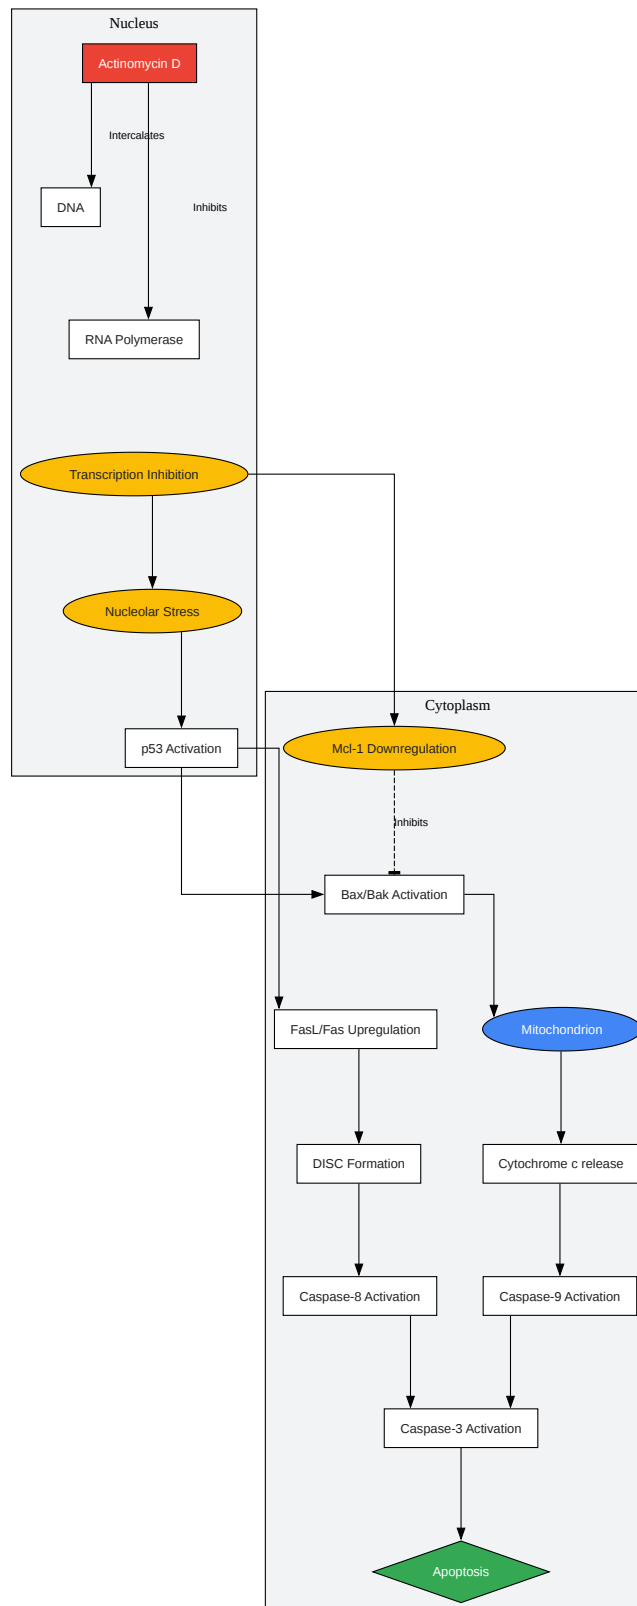 Nucleus
Actinomycin D
Intercalates
DNA
Inhibits
RNA Polymerase
Transcription Inhibition
Nucleolar Stress
Cytoplasm
p53 Activation
Mcl-1 Downregulation
Inhibits
Bax/Bak Activation
FasL/Fas Upregulation
Mitochondrion
DISC Formation
Cytochrome c release
Caspase-8 Activation
Caspase-9 Activation
Caspase-3 Activation
Apoptosis